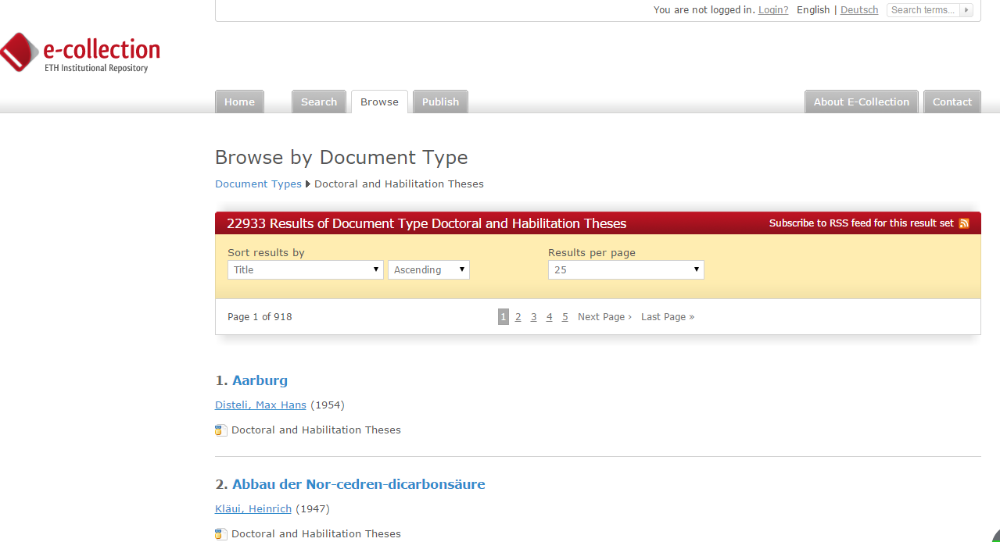 You are not logged in. Login? English | Deutsch Search terms...
e-collection
ETH Institutional Repository
Home Search Browse Publish About E-Collection Contact
Browse by Document Type
Document Types Doctoral and Habilitation Theses
22933 Results of Document Type Doctoral and Habilitation Theses Subscribe to RSS feed for this result set
Sort results by Results per page
Title Ascending 25
Page 1 of 918 1 2 3 4 5 Next Page › Last Page »
1. Aarburg
Disteli, Max Hans (1954)
Doctoral and Habilitation Theses
2. Abbau der Nor-cedren-dicarbonsäure
Kläui, Heinrich (1947)
Doctoral and Habilitation Theses